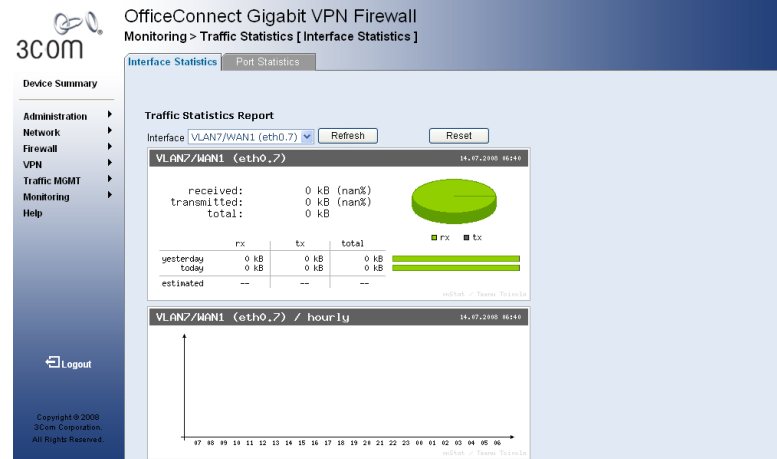 3COM
OfficeConnect Gigabit VPN Firewall
Monitoring > Traffic Statistics [ Interface Statistics ]
Interface Statistics
Port Statistics
Device Summary
Administration
Network
Firewall
VPN
Traffic MGMT
Monitoring
Help
Logout
Copyright © 2008
3Com Corporation.
All Rights Reserved.
Traffic Statistics Report
Interface VLAN7/WAN1 (eth0.7) Refresh Reset
VLAN7/WAN1 (eth0.7) 14.07.2008 06:40
received: 0 kB (nan%)
transmitted: 0 kB (nan%)
total: 0 kB
rx tx
rx tx total
yesterday 0 kB 0 kB 0 kB
today 0 kB 0 kB 0 kB
estimated -- -- --
vnStat / Teemu Toivola
VLAN7/WAN1 (eth0.7) / hourly 14.07.2008 06:40
07 08 09 10 11 12 13 14 15 16 17 18 19 20 21 22 23 00 01 02 03 04 05 06
vnStat / Teemu Toivola